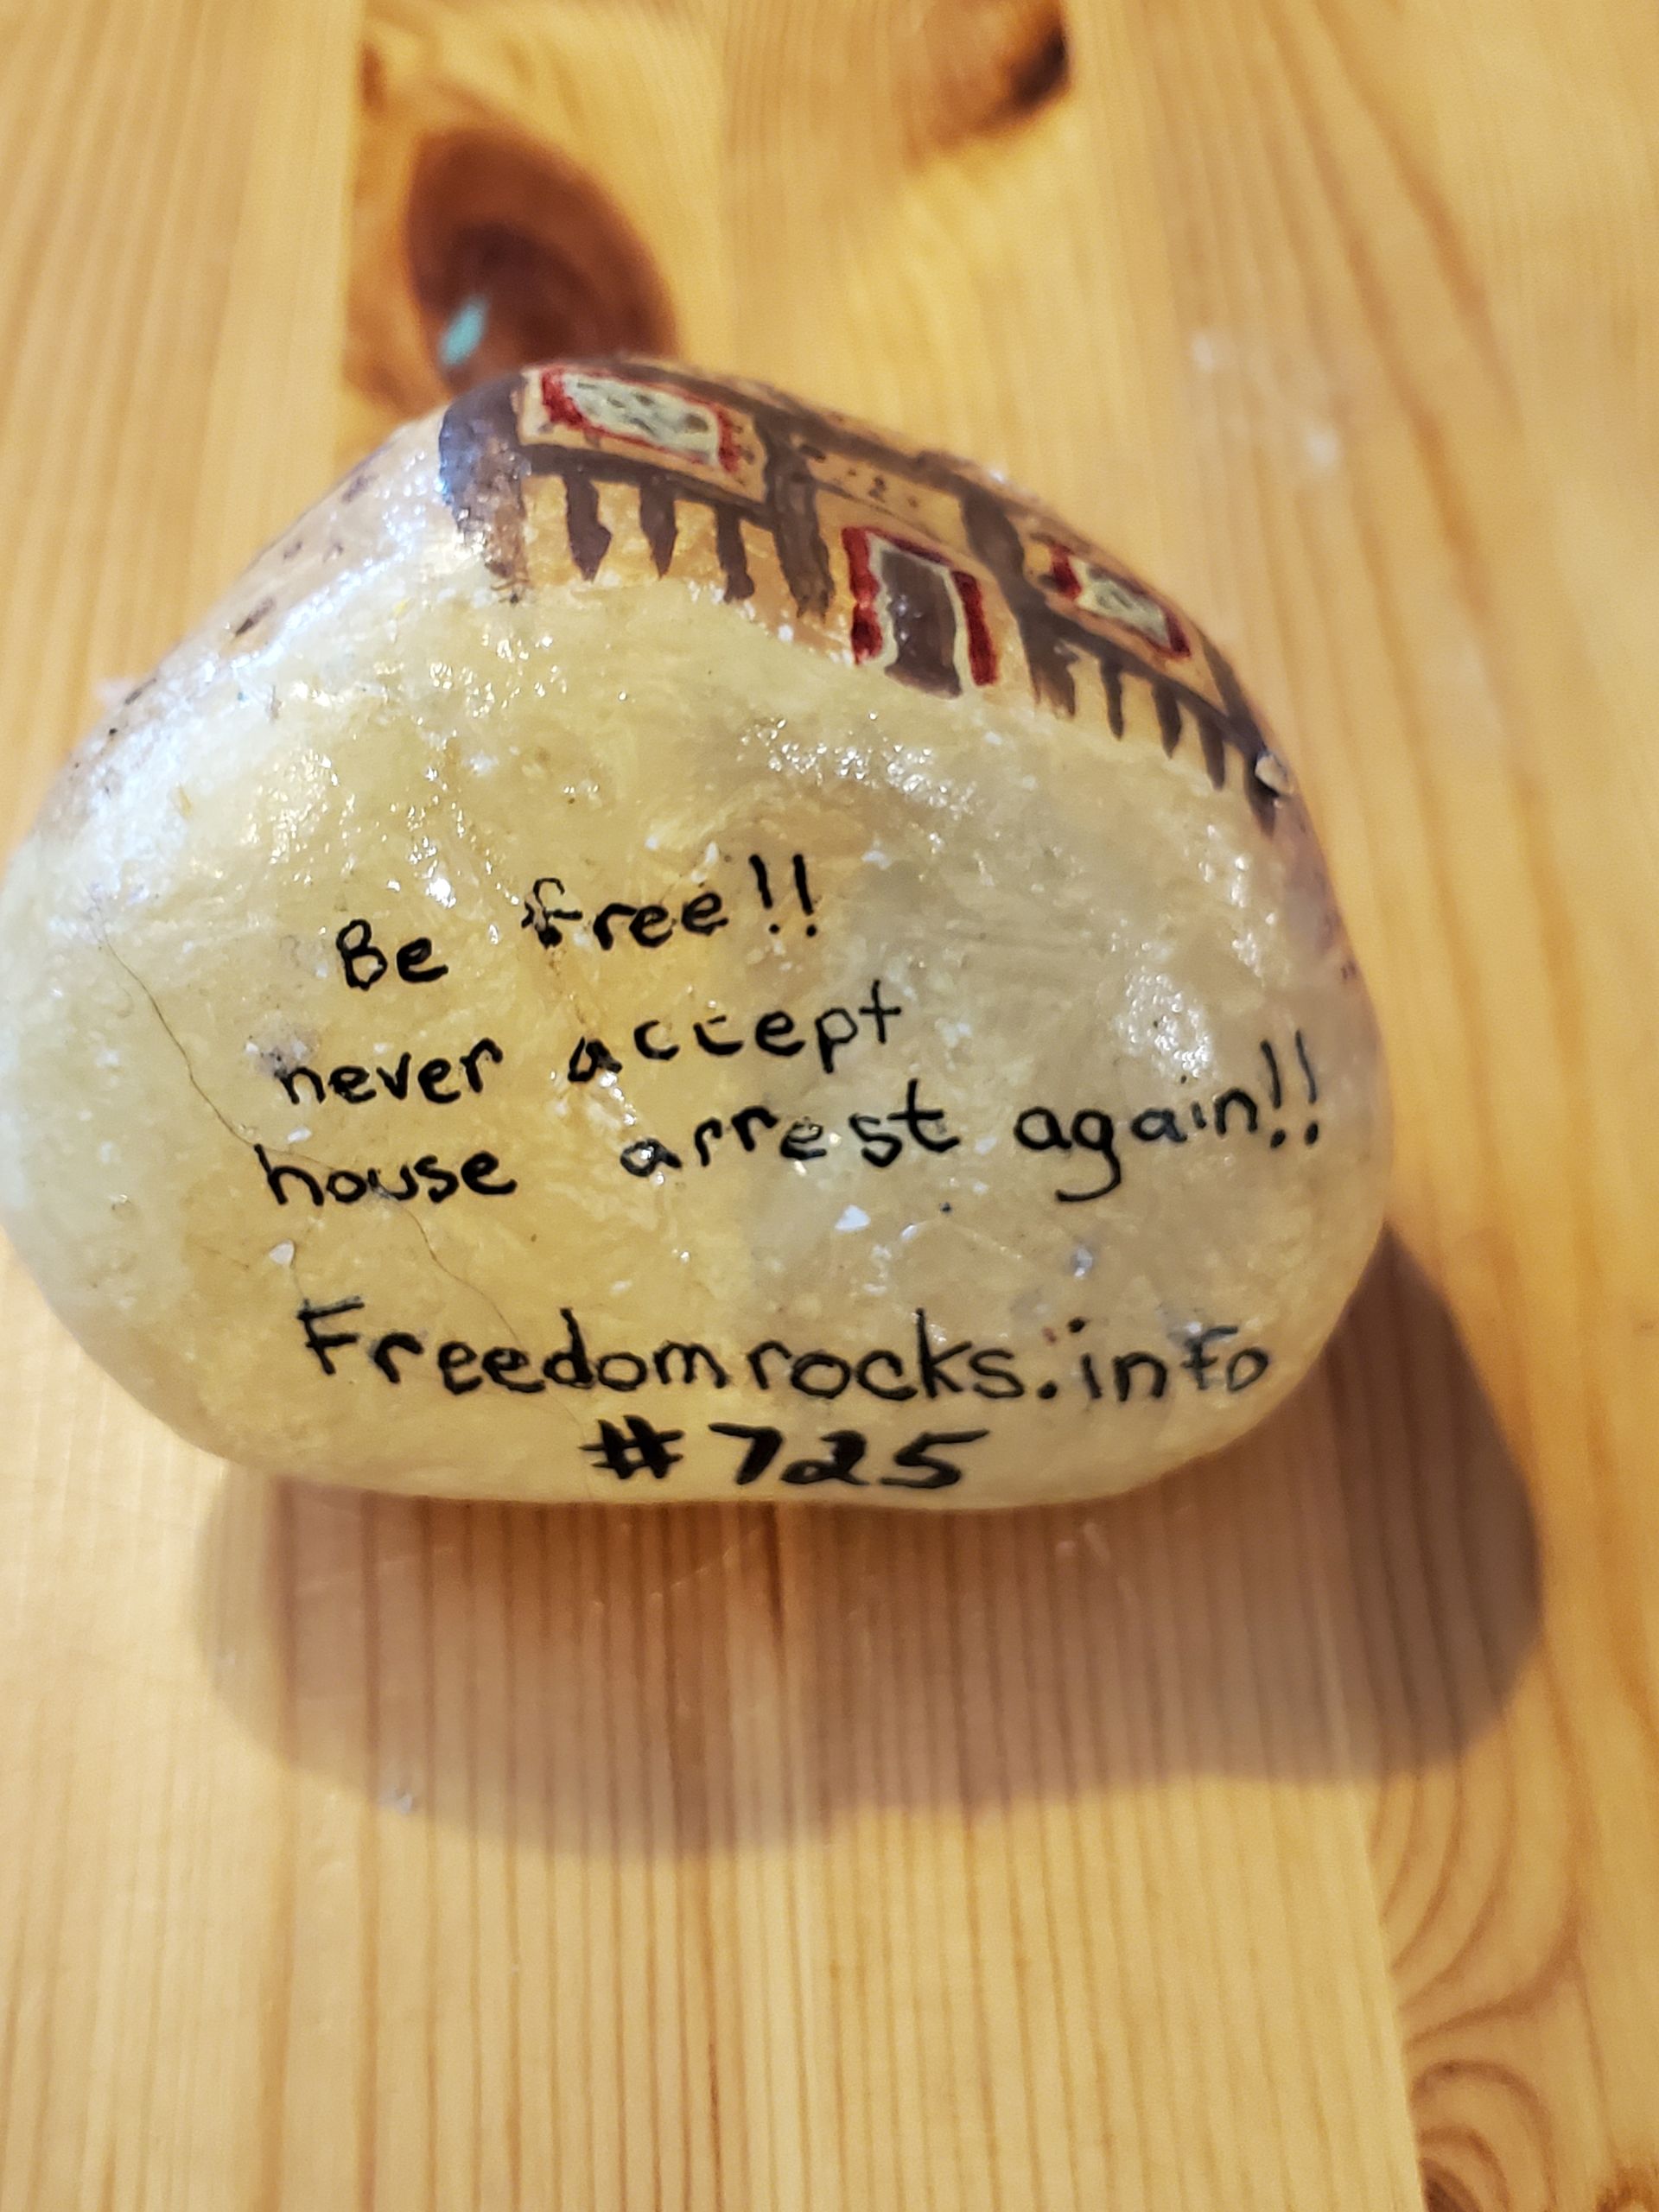 Be free!!
never accept
house arrest again!!
Freedomrocks.info
#725